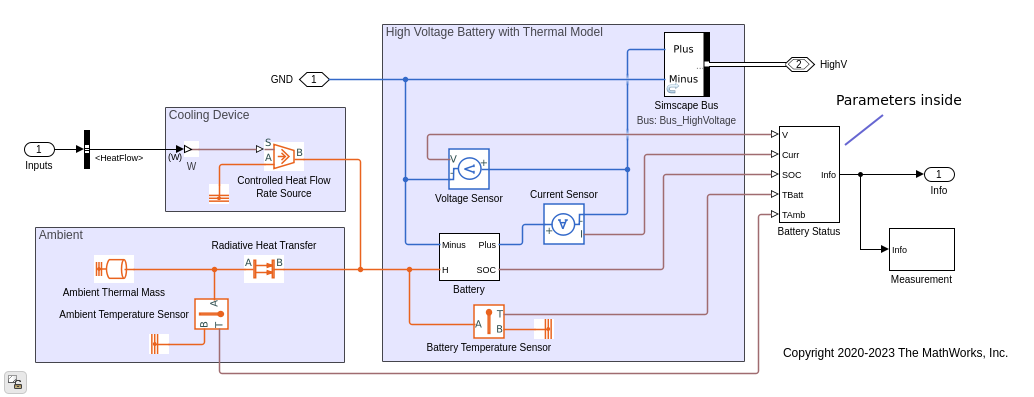 High Voltage Battery with Thermal Model
Plus
...
Minus
Simscape Bus
Bus: Bus_HighVoltage
2
HighV
GND
1
Parameters inside
Cooling Device
1
Inputs
<HeatFlow>
(W)
W
S
A
B
Controlled Heat Flow
Rate Source
V
+
-
V
Voltage Sensor
Current Sensor
A
+
-
I
V
Curr
SOC
TBatt
TAmb
Info
Battery Status
1
Info
Info
Measurement
Ambient
Radiative Heat Transfer
A
B
Ambient Thermal Mass
Ambient Temperature Sensor
A
B
T
Minus
Plus
H
SOC
Battery
A
T
B
Battery Temperature Sensor
Copyright 2020-2023 The MathWorks, Inc.